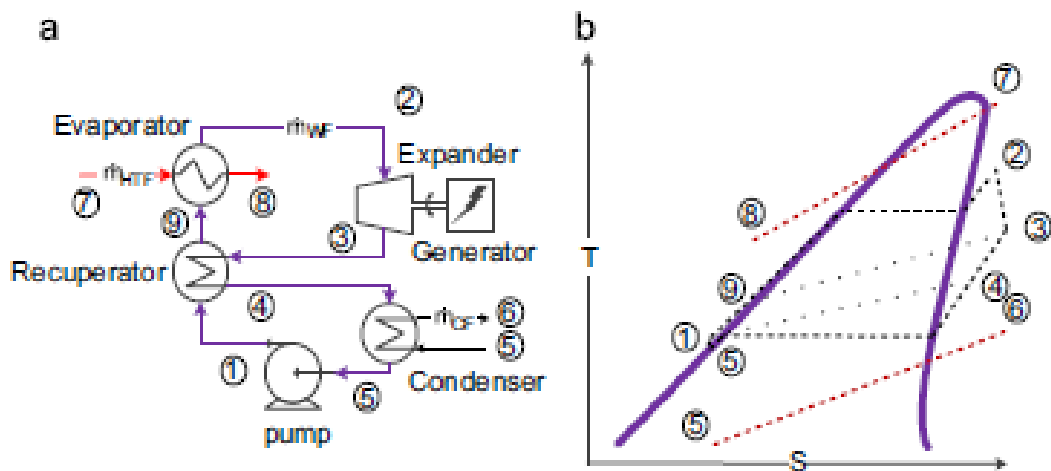 a
②
Evaporator
ṁWF
Expander
ṁHTF
⑦
⑧
⑨
③
Generator
Recuperator
④
ṁCF
⑥
⑤
①
⑤
Condenser
pump
b
⑦
②
⑧
③
T
⑨
④
⑥
①
⑤
⑤
S